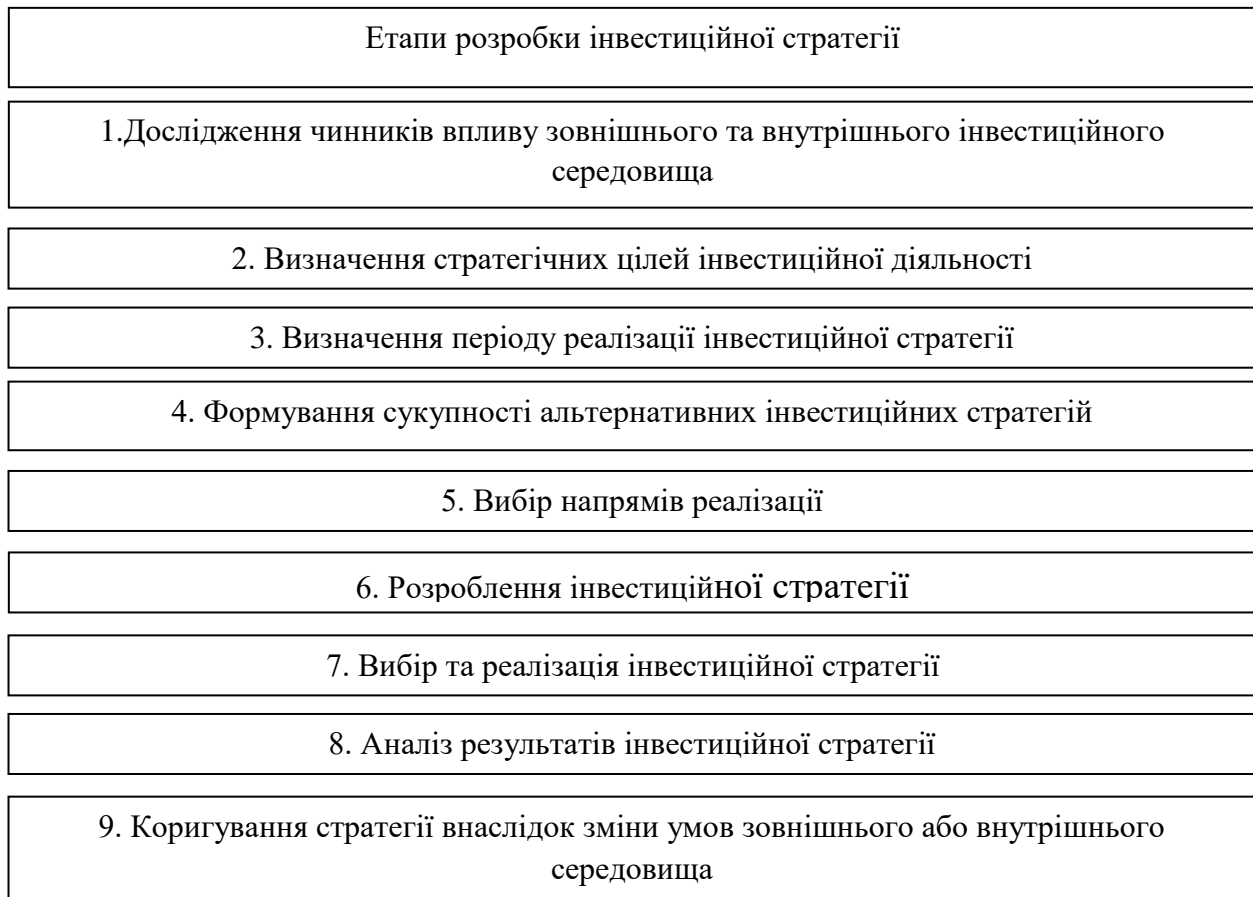 Етапи розробки інвестиційної стратегії
1.Дослідження чинників впливу зовнішнього та внутрішнього інвестиційного
середовища
2. Визначення стратегічних цілей інвестиційної діяльності
3. Визначення періоду реалізації інвестиційної стратегії
4. Формування сукупності альтернативних інвестиційних стратегій
5. Вибір напрямів реалізації
6. Розроблення інвестиційної стратегії
7. Вибір та реалізація інвестиційної стратегії
8. Аналіз результатів інвестиційної стратегії
9. Коригування стратегії внаслідок зміни умов зовнішнього або внутрішнього
середовища